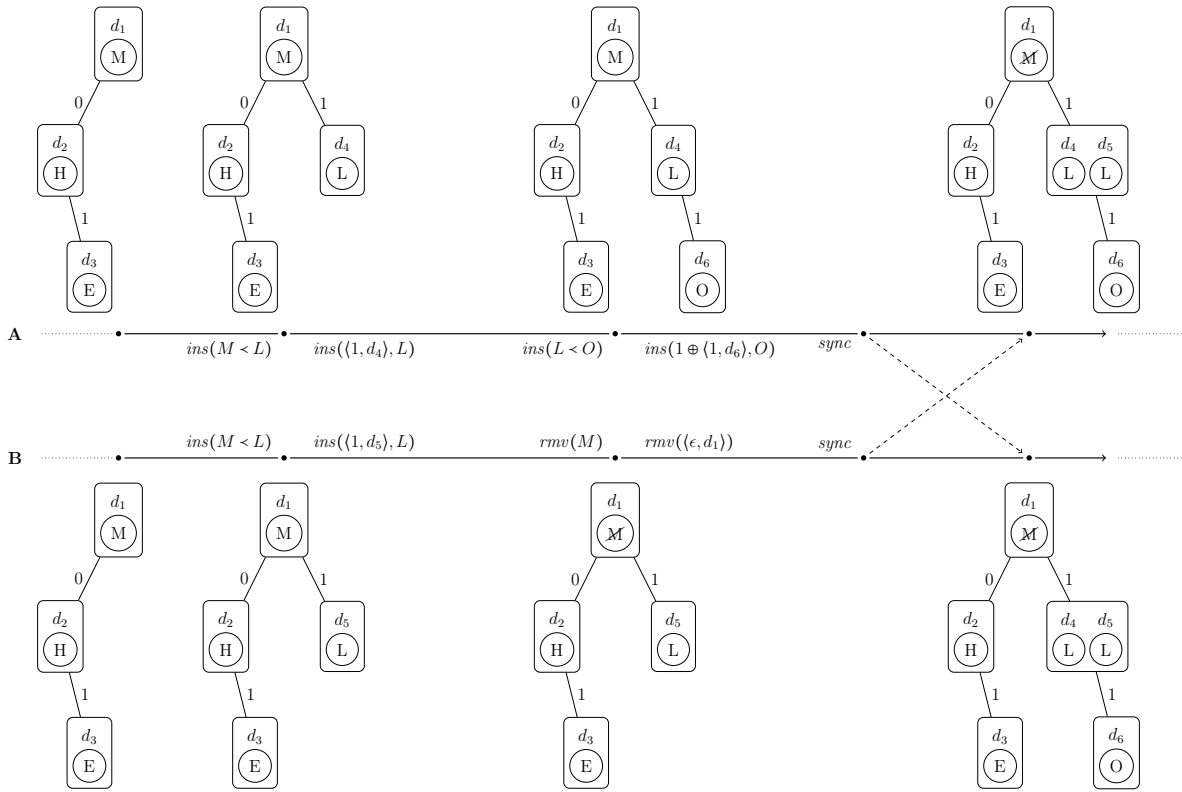 d₁ d₁ d₁ d₁
M M M M
0 0 1 0 1 0 1
d₂ d₂ d₄ d₂ d₄ d₂ d₄ d₅
H H L H L H L L
1 1 1 1 1 1
d₃ d₃ d₃ d₆ d₃ d₆
E E E O E O
A
ins(M ≺ L) ins(⟨1, d₄⟩, L) ins(L ≺ O) ins(1 ⊕ ⟨1, d₆⟩, O) sync
ins(M ≺ L) ins(⟨1, d₅⟩, L) rmv(M) rmv(⟨ϵ, d₁⟩) sync
B
d₁ d₁ d₁ d₁
M M M M
0 0 1 0 1 0 1
d₂ d₂ d₅ d₂ d₅ d₂ d₄ d₅
H H L H L H L L
1 1 1 1 1
d₃ d₃ d₃ d₃ d₆
E E E E O